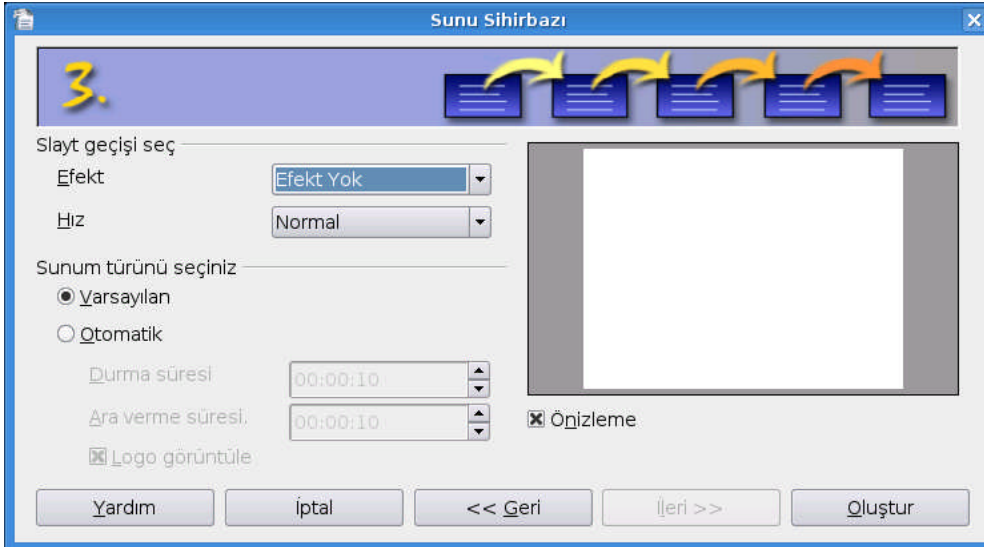 Sunu Sihirbazı
3.
Slayt geçişi seç
Efekt
Efekt Yok
Hız
Normal
Sunum türünü seçiniz
Varsayılan
Otomatik
Durma süresi
00:00:10
Ara verme süresi.
00:00:10
Logo görüntüle
Önizleme
Yardım
İptal
<< Geri
İleri >>
Oluştur